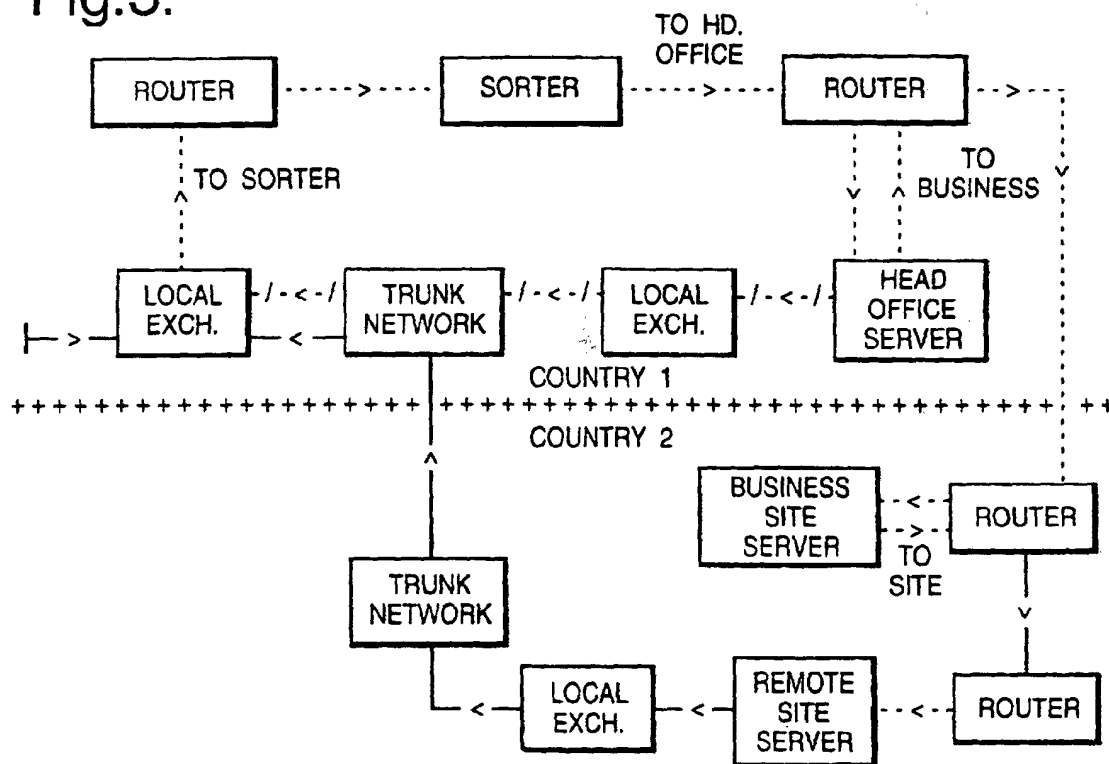 Fig.3.
TO HD.
OFFICE
ROUTER
SORTER
ROUTER
TO SORTER
TO
BUSINESS
LOCAL
EXCH.
TRUNK
NETWORK
LOCAL
EXCH.
HEAD
OFFICE
SERVER
COUNTRY 1
COUNTRY 2
BUSINESS
SITE
SERVER
ROUTER
TO
SITE
TRUNK
NETWORK
LOCAL
EXCH.
REMOTE
SITE
SERVER
ROUTER